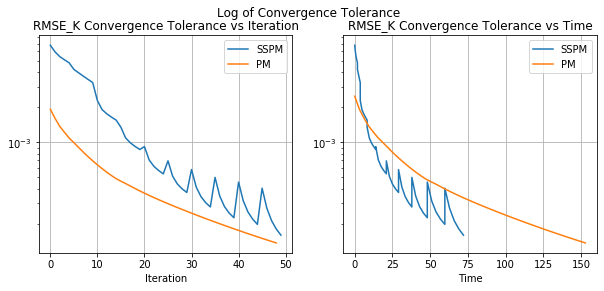 Log of Convergence Tolerance
RMSE_K Convergence Tolerance vs Iteration
SSPM
PM
10⁻³
0 10 20 30 40 50
Iteration
RMSE_K Convergence Tolerance vs Time
SSPM
PM
10⁻³
0 25 50 75 100 125 150
Time